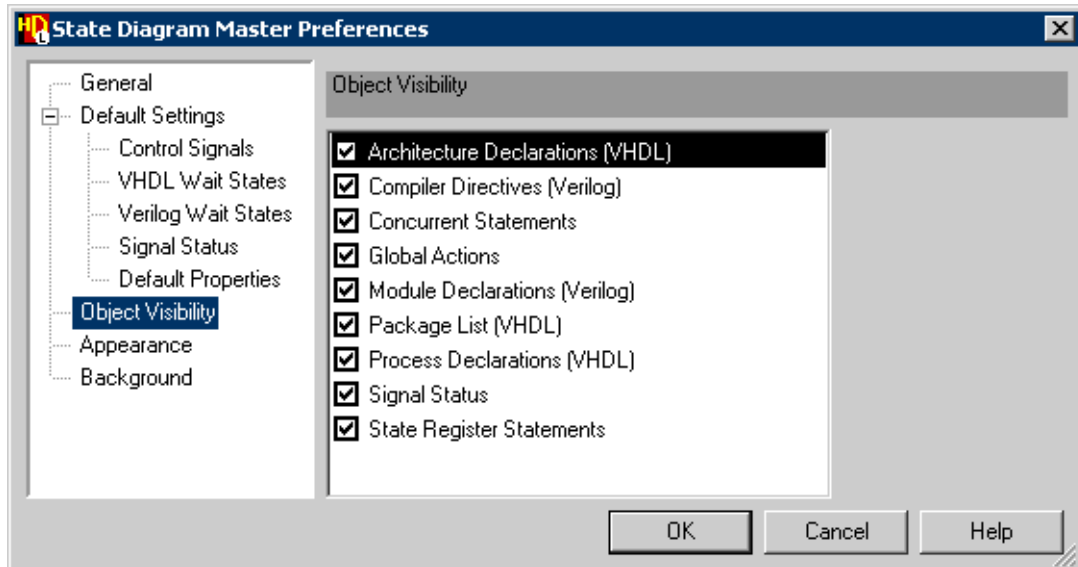 HDL State Diagram Master Preferences
General
Default Settings
Control Signals
VHDL Wait States
Verilog Wait States
Signal Status
Default Properties
Object Visibility
Appearance
Background
Object Visibility
Architecture Declarations (VHDL)
Compiler Directives (Verilog)
Concurrent Statements
Global Actions
Module Declarations (Verilog)
Package List (VHDL)
Process Declarations (VHDL)
Signal Status
State Register Statements
OK Cancel Help